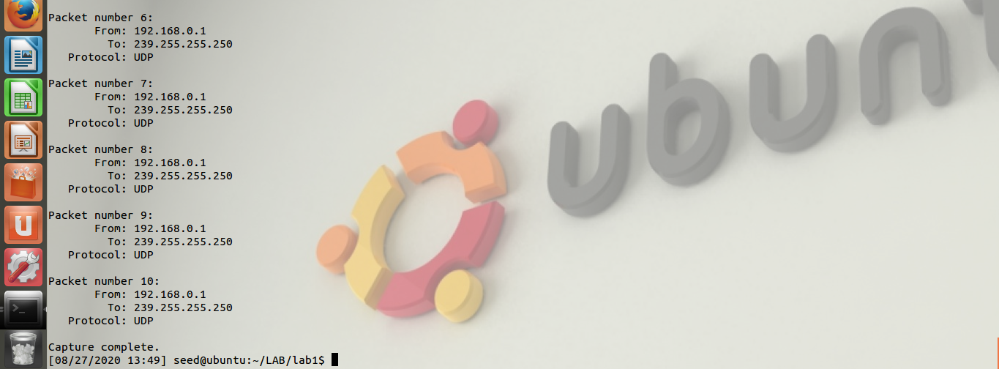 Packet number 6:
From: 192.168.0.1
To: 239.255.255.250
Protocol: UDP
Packet number 7:
From: 192.168.0.1
To: 239.255.255.250
Protocol: UDP
Packet number 8:
From: 192.168.0.1
To: 239.255.255.250
Protocol: UDP
Packet number 9:
From: 192.168.0.1
To: 239.255.255.250
Protocol: UDP
Packet number 10:
From: 192.168.0.1
To: 239.255.255.250
Protocol: UDP
Capture complete.
[08/27/2020 13:49] seed@ubuntu:~/LAB/lab1$
ubunt